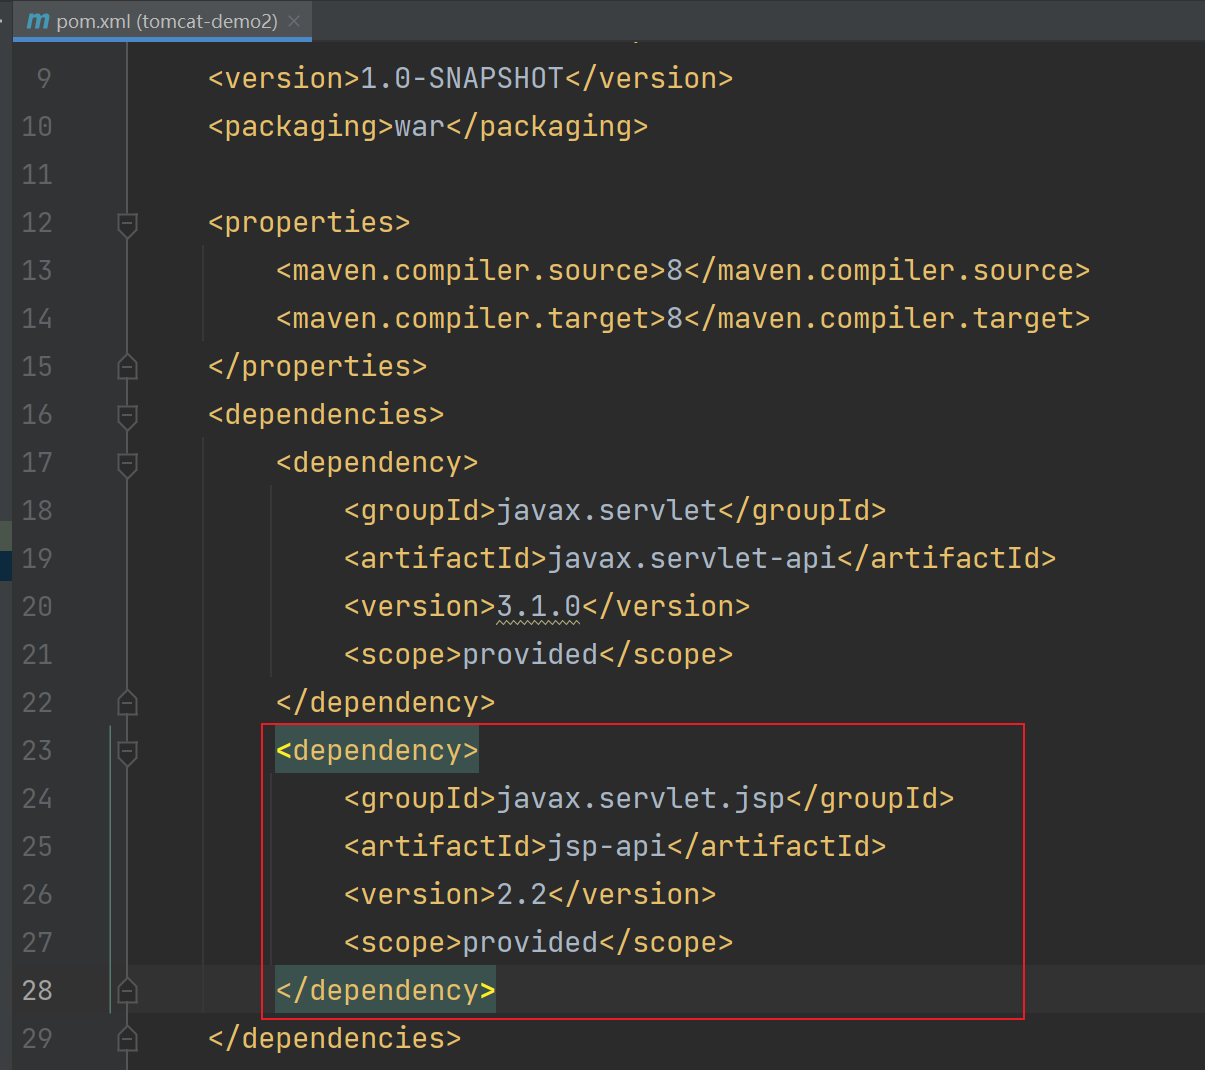 m pom.xml (tomcat-demo2) ×
9 <version>1.0-SNAPSHOT</version>
10 <packaging>war</packaging>
11
12 <properties>
13 <maven.compiler.source>8</maven.compiler.source>
14 <maven.compiler.target>8</maven.compiler.target>
15 </properties>
16 <dependencies>
17 <dependency>
18 <groupId>javax.servlet</groupId>
19 <artifactId>javax.servlet-api</artifactId>
20 <version>3.1.0</version>
21 <scope>provided</scope>
22 </dependency>
23 <dependency>
24 <groupId>javax.servlet.jsp</groupId>
25 <artifactId>jsp-api</artifactId>
26 <version>2.2</version>
27 <scope>provided</scope>
28 </dependency>
29 </dependencies>